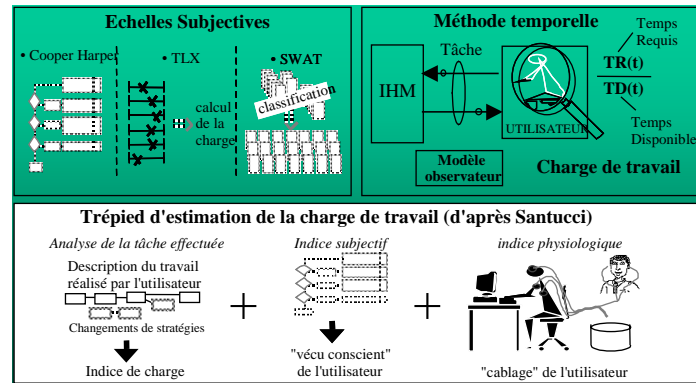 Echelles Subjectives
• Cooper Harper
• TLX
• SWAT
calcul
de la
charge
classification
Méthode temporelle
Tâche
IHM
UTILISATEUR
Modèle
observateur
Temps
Requis
TR(t)
TD(t)
Temps
Disponible
Charge de travail
Trépied d'estimation de la charge de travail (d'après Santucci)
Analyse de la tâche effectuée
Description du travail
réalisé par l'utilisateur
Changements de stratégies
Indice de charge
+
Indice subjectif
"vécu conscient"
de l'utilisateur
+
indice physiologique
"cablage" de l'utilisateur